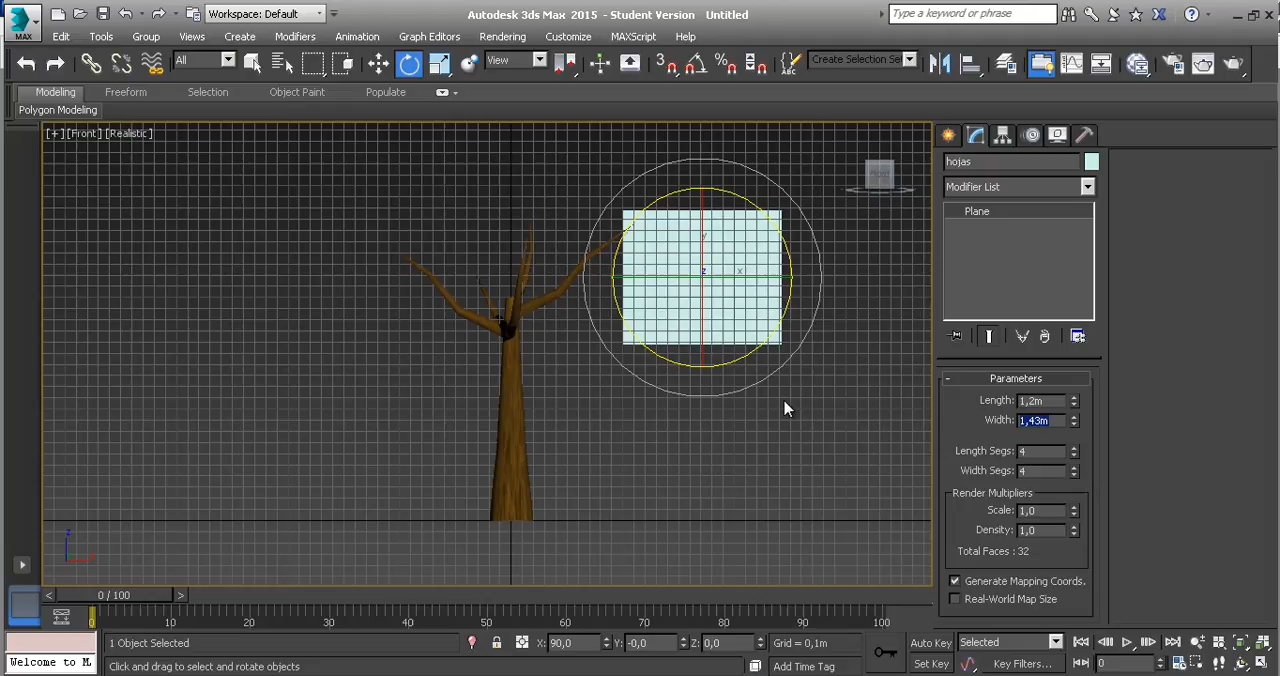 Workspace: Default
Autodesk 3ds Max 2015 - Student Version Untitled
Type a keyword or phrase
MAX
Edit Tools Group Views Create Modifiers Animation Graph Editors Rendering Customize MAXScript Help
All
View
3
ABC
Create Selection Se
Modeling Freeform Selection Object Paint Populate
Polygon Modeling
[+][Front][Realistic]
FRONT
hojas
Modifier List
Plane
y
z
x
Parameters
Length: 1,2m
Width: 1,43m
Length Segs: 4
Width Segs: 4
Render Multipliers
Scale: 1,0
Density: 1,0
Total Faces : 32
Generate Mapping Coords.
Real-World Map Size
z
x
0 / 100
0 10 20 30 40 50 60 70 80 90 100
1 Object Selected
X: 90,0 Y: -0,0 Z: 0,0
Grid = 0,1m
Auto Key Selected
Welcome to M
Click and drag to select and rotate objects
Add Time Tag
Set Key Key Filters... 0